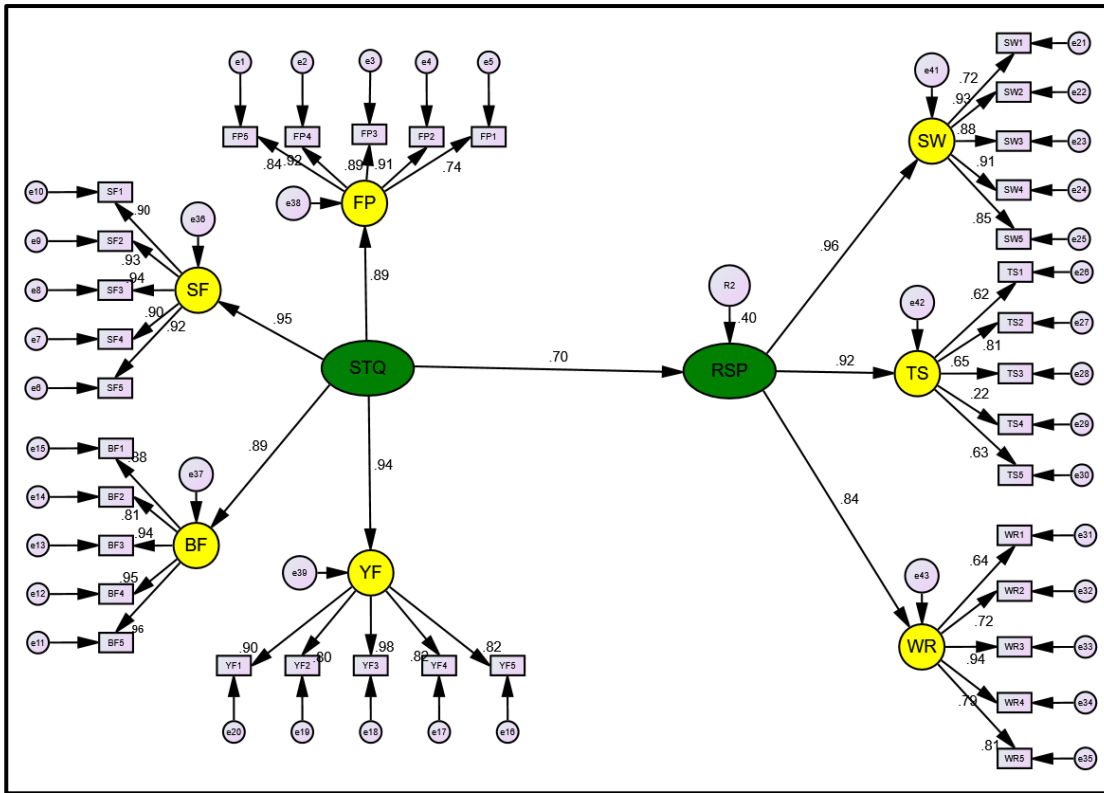 e1 e2 e3 e4 e5
FP5 FP4 FP3 FP2 FP1
.84 .92 .89 .91 .74
e38 FP
.89
e10 SF1
e9 SF2
e8 SF3
e7 SF4
e6 SF5
.90
.93
.94
.90
.92
e36
SF
.95
STQ
.70
R2
.40
RSP
e15 BF1
e14 BF2
e13 BF3
e12 BF4
e11 BF5
.88
.81
.94
.95
.96
e37
BF
.89
.94
e39 YF
.90 .80 .98 .82 .82
YF1 YF2 YF3 YF4 YF5
e20 e19 e18 e17 e16
.96
e41
SW
.72
.93
.88
.91
.85
SW1 e21
SW2 e22
SW3 e23
SW4 e24
SW5 e25
.92
e42
TS
.62
.81
.65
.22
.63
TS1 e26
TS2 e27
TS3 e28
TS4 e29
TS5 e30
.84
e43
WR
.64
.72
.94
.79
.81
WR1 e31
WR2 e32
WR3 e33
WR4 e34
WR5 e35